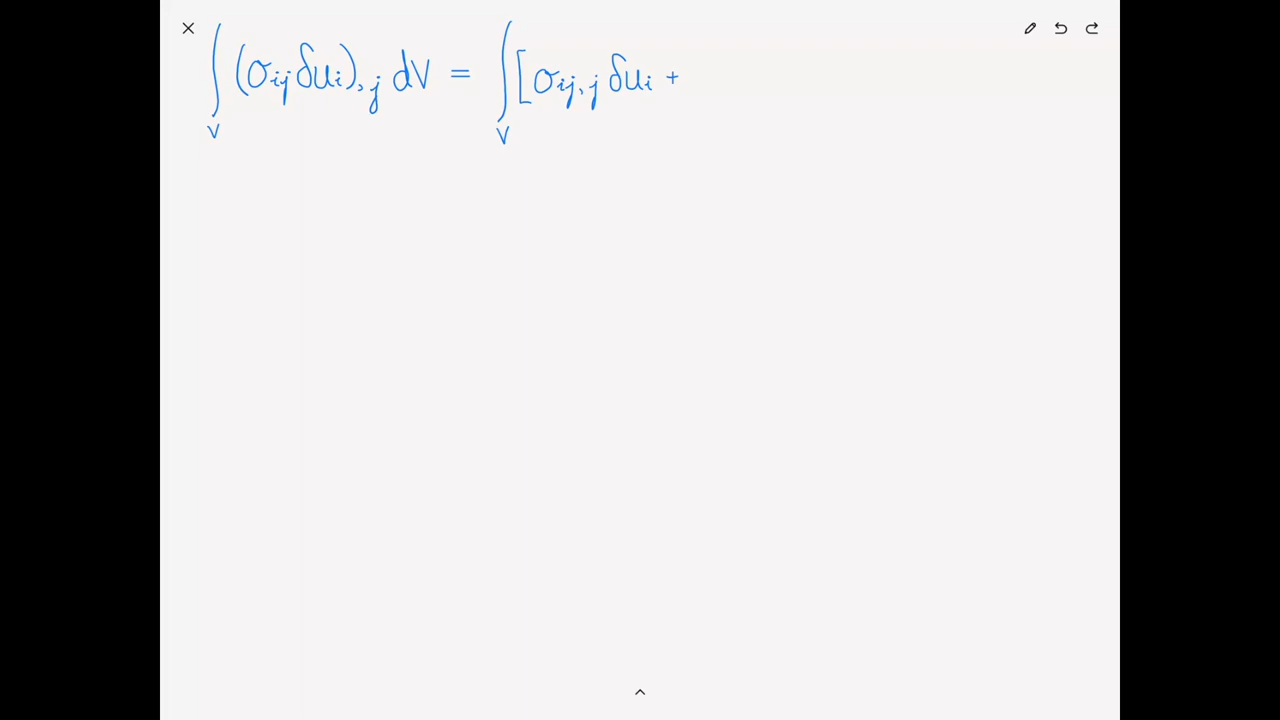 ∫_V (σ_ij δu_i),_j dV = ∫_V [σ_ij,j δu_i +